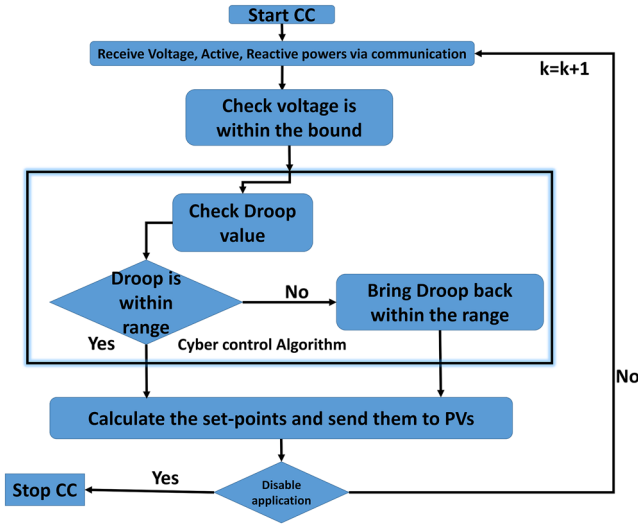 Start CC
Receive Voltage, Active, Reactive powers via communication
k=k+1
Check voltage is
within the bound
Check Droop
value
Droop is
within
range
No
Bring Droop back
within the range
Yes
Cyber control Algorithm
No
Calculate the set-points and send them to PVs
Yes
Stop CC
Disable
application